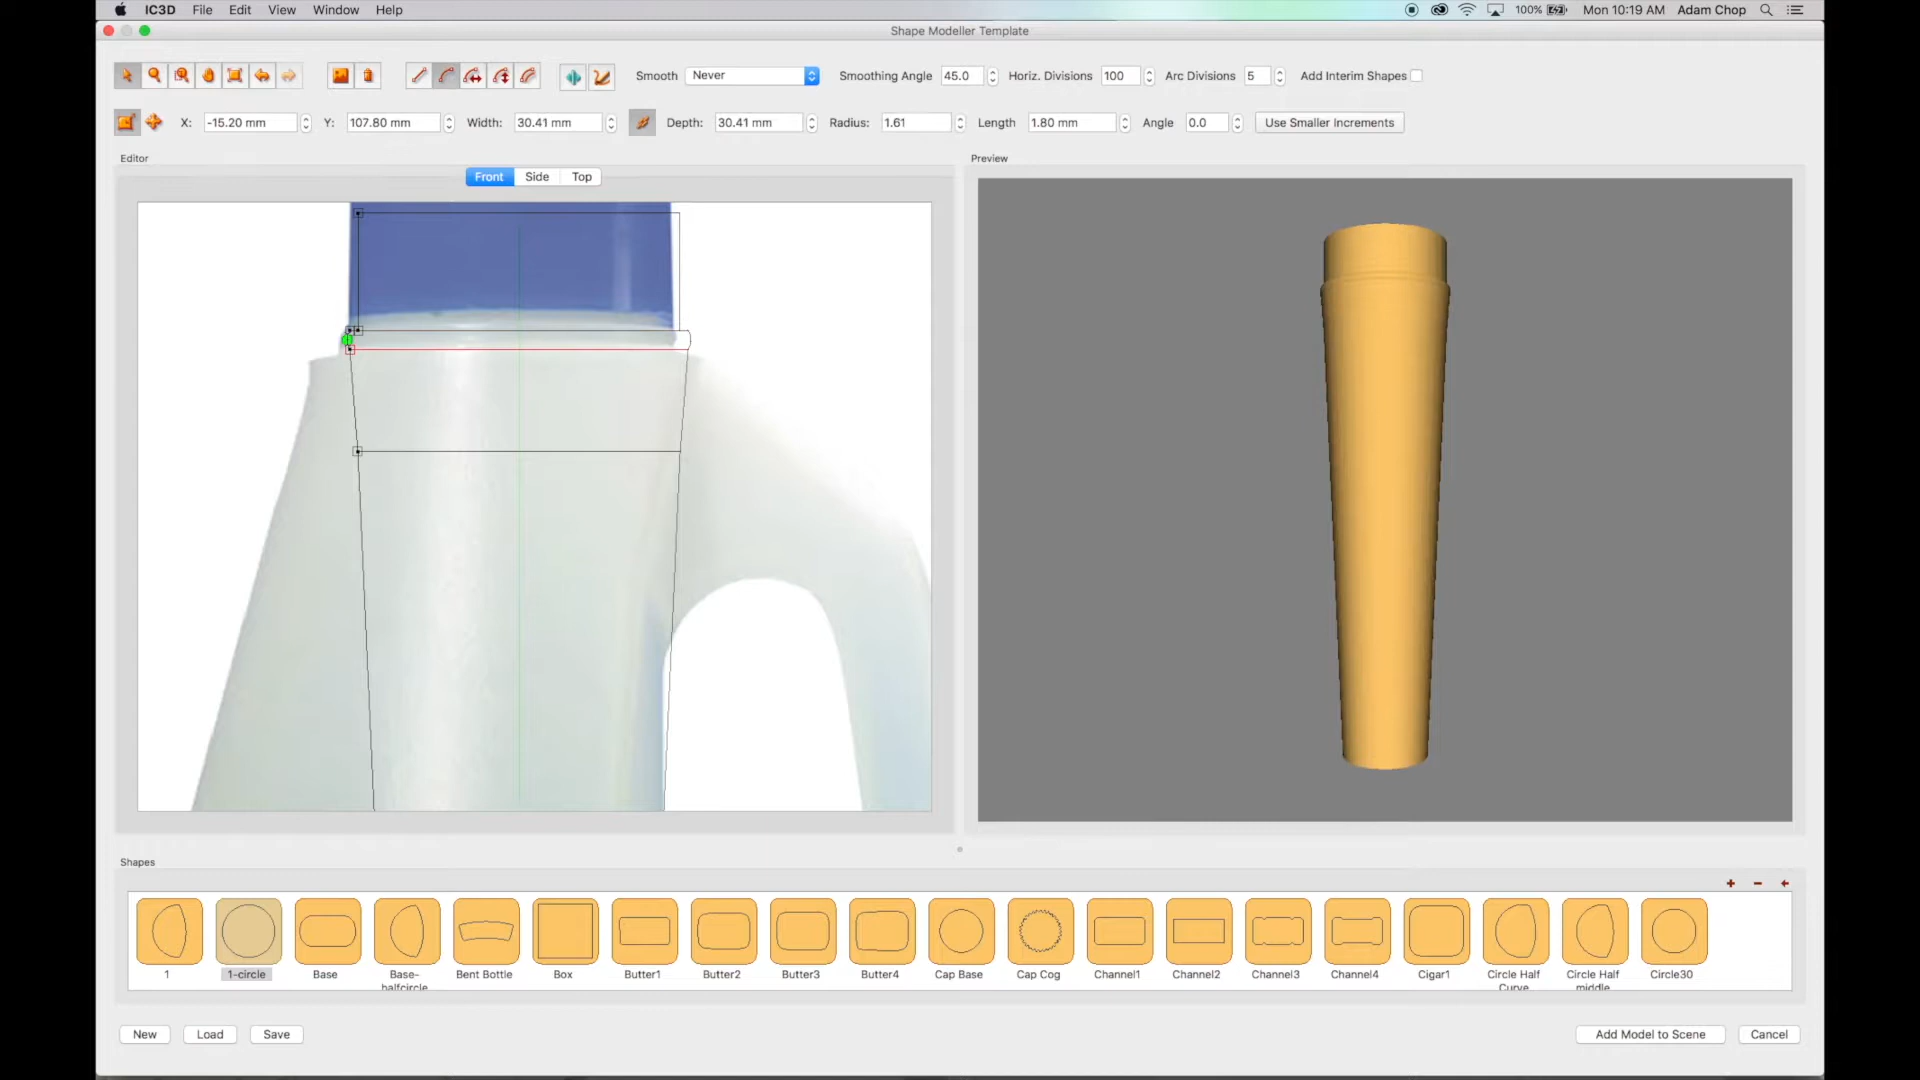 IC3D File Edit View Window Help 100% Mon 10:19 AM Adam Chop
Shape Modeller Template
Smooth Never Smoothing Angle 45.0 Horiz. Divisions 100 Arc Divisions 5 Add Interim Shapes
X: -15.20 mm Y: 107.80 mm Width: 30.41 mm Depth: 30.41 mm Radius: 1.61 Length 1.80 mm Angle 0.0 Use Smaller Increments
Editor Preview
Front Side Top
Shapes
1 1-circle Base Base- Bent Bottle Box Butter1 Butter2 Butter3 Butter4 Cap Base Cap Cog Channel1 Channel2 Channel3 Channel4 Cigar1 Circle Half Circle Half Circle30
halfcircle Curve middle
New Load Save Add Model to Scene Cancel